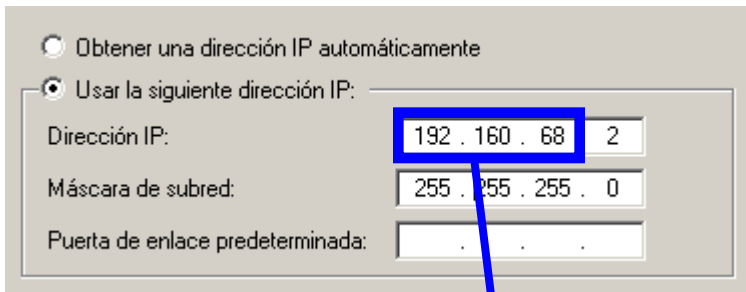 Obtener una dirección IP automáticamente
Usar la siguiente dirección IP:
Dirección IP: 192 . 160 . 68 2
Máscara de subred: 255 . 255 . 255 . 0
Puerta de enlace predeterminada: . . .